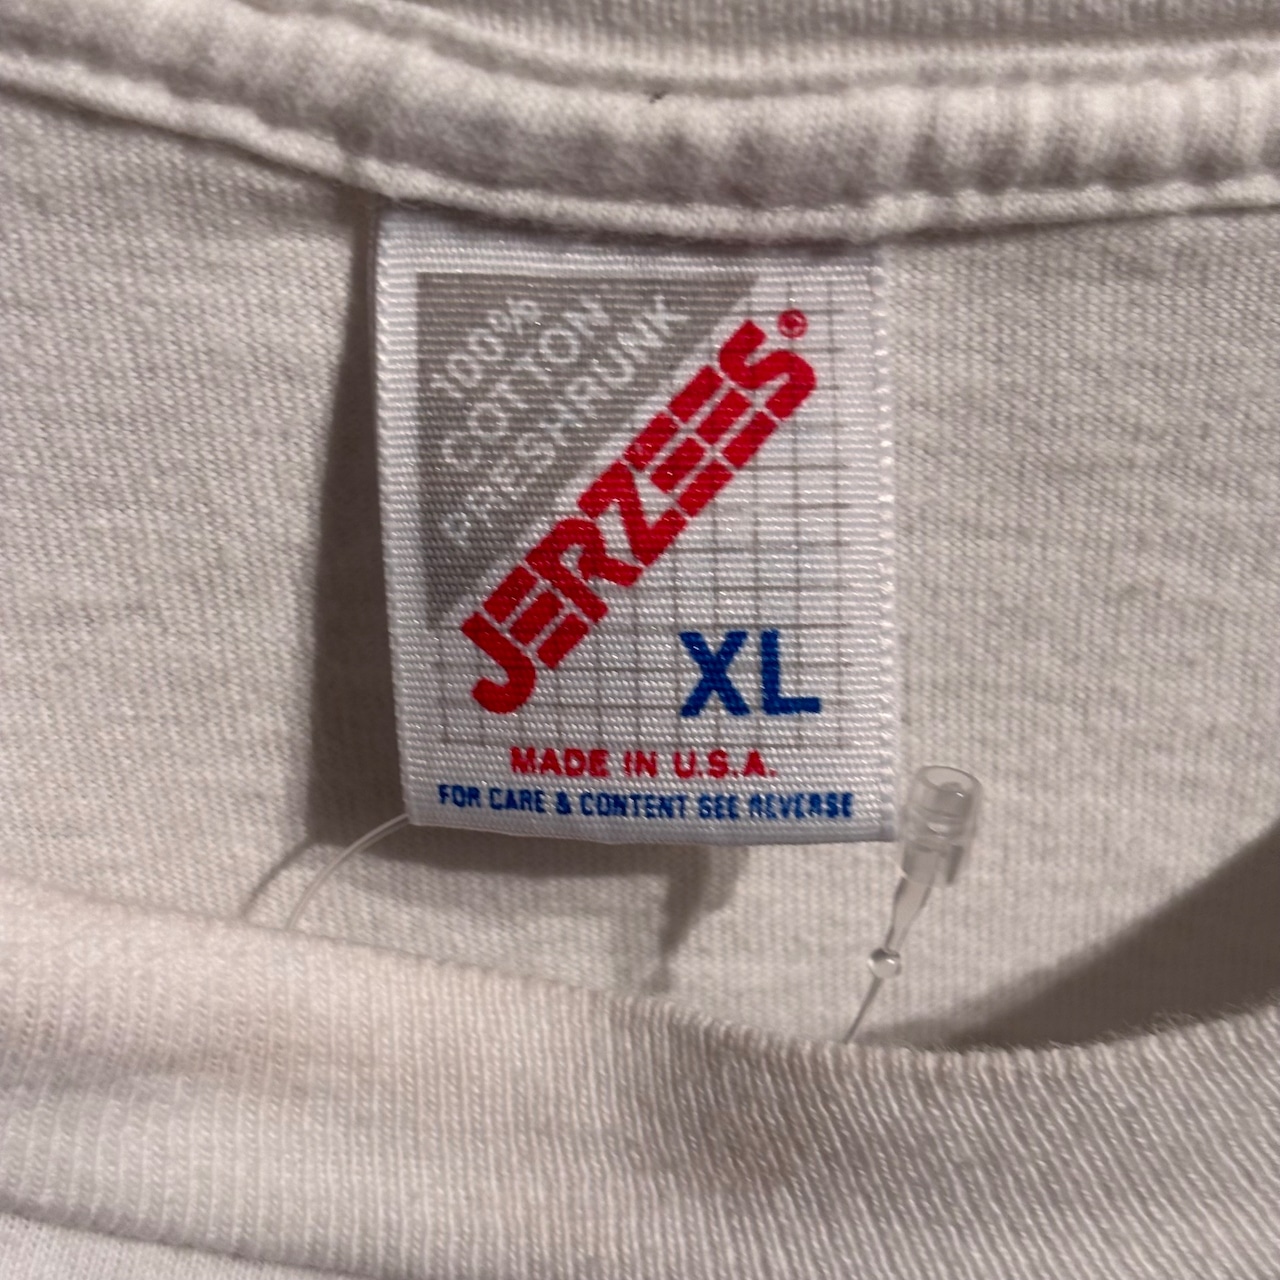 100%
COTTON
PRESHRUNK
JERZEES®
XL
MADE IN U.S.A.
FOR CARE & CONTENT SEE REVERSE